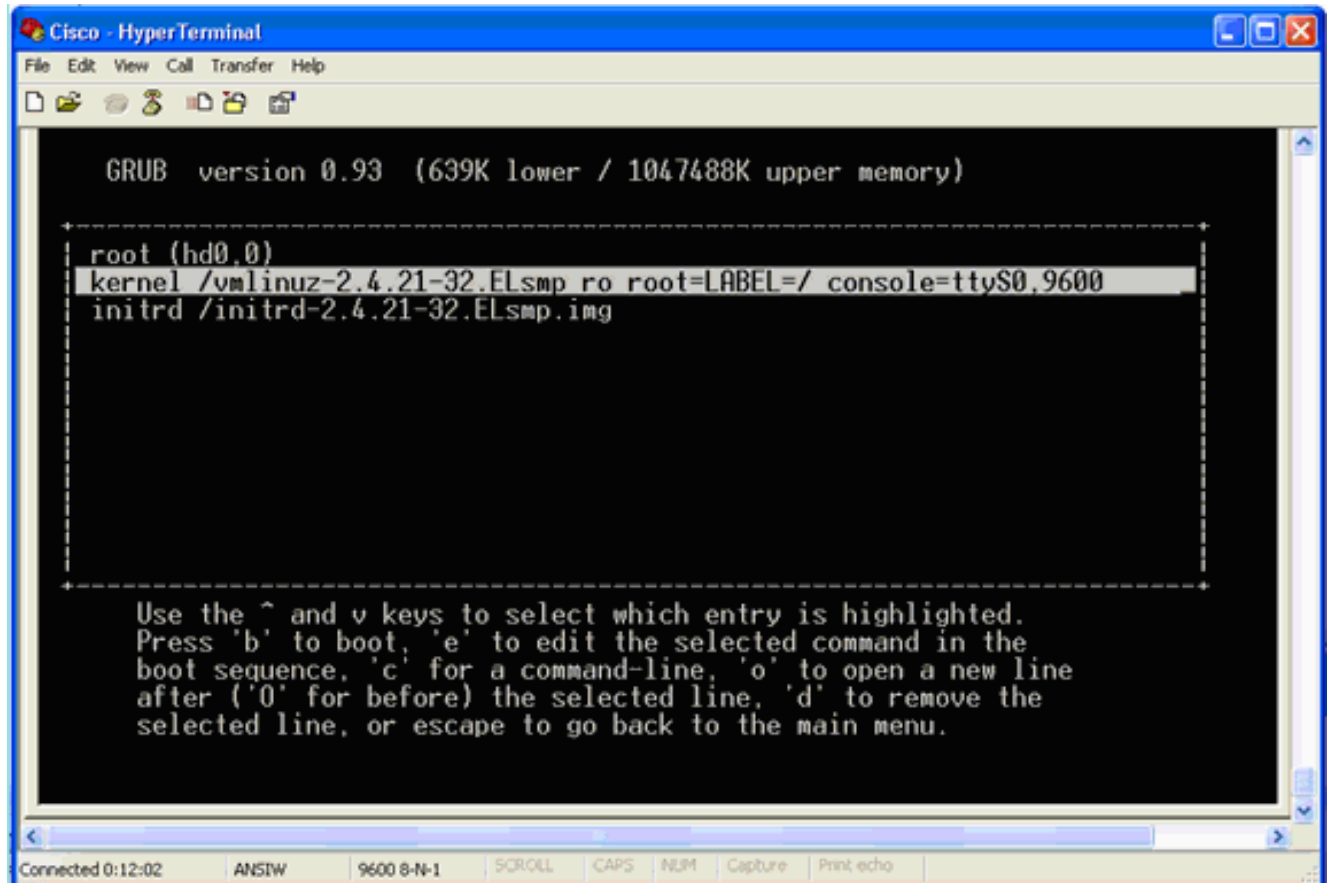 Cisco - HyperTerminal
File Edit View Call Transfer Help
GRUB version 0.93 (639K lower / 1047488K upper memory)
root (hd0,0)
kernel /vmlinuz-2.4.21-32.ELsmp ro root=LABEL=/ console=ttyS0,9600
initrd /initrd-2.4.21-32.ELsmp.img
Use the ^ and v keys to select which entry is highlighted.
Press 'b' to boot, 'e' to edit the selected command in the
boot sequence, 'c' for a command-line, 'o' to open a new line
after ('O' for before) the selected line, 'd' to remove the
selected line, or escape to go back to the main menu.
Connected 0:12:02 ANSIW 9600 8-N-1 SCROLL CAPS NUM Capture Print echo